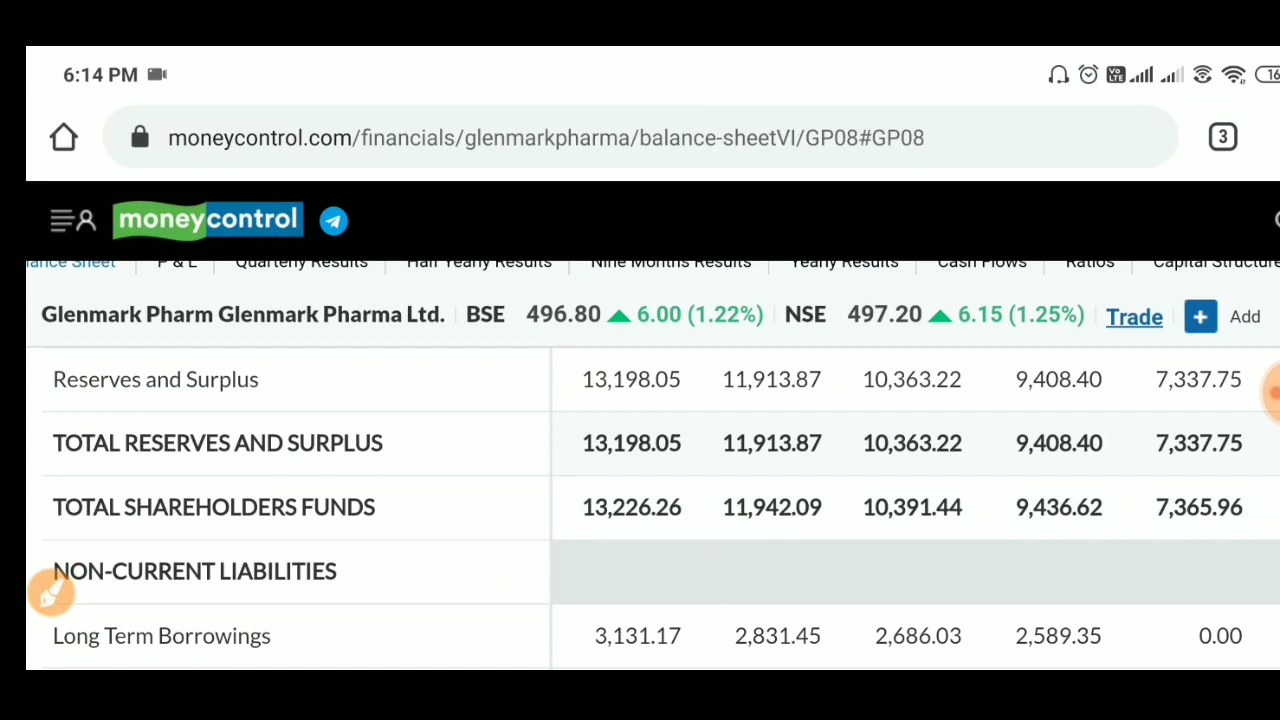 6:14 PM
Vo LTE 16
moneycontrol.com/financials/glenmarkpharma/balance-sheetVI/GP08#GP08
3
moneycontrol
ance Sheet P & L Quarterly Results Half Yearly Results Nine Months Results Yearly Results Cash Flows Ratios Capital Structure
Glenmark Pharm Glenmark Pharma Ltd. BSE 496.80 6.00 (1.22%) NSE 497.20 6.15 (1.25%) Trade + Add
Reserves and Surplus 13,198.05 11,913.87 10,363.22 9,408.40 7,337.75
TOTAL RESERVES AND SURPLUS 13,198.05 11,913.87 10,363.22 9,408.40 7,337.75
TOTAL SHAREHOLDERS FUNDS 13,226.26 11,942.09 10,391.44 9,436.62 7,365.96
NON-CURRENT LIABILITIES
Long Term Borrowings 3,131.17 2,831.45 2,686.03 2,589.35 0.00